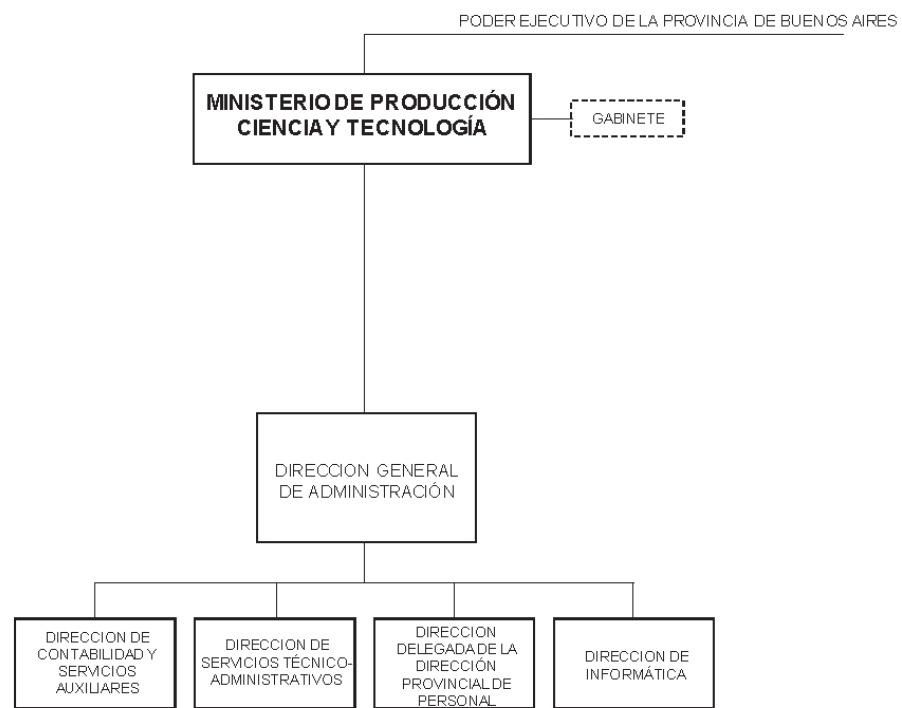 PODER EJECUTIVO DE LA PROVINCIA DE BUENOS AIRES
MINISTERIO DE PRODUCCIÓN
CIENCIA Y TECNOLOGÍA
GABINETE
DIRECCION GENERAL
DE ADMINISTRACIÓN
DIRECCION DE
CONTABILIDAD Y
SERVICIOS
AUXILIARES
DIRECCION DE
SERVICIOS TÉCNICO-
ADMINISTRATIVOS
DIRECCION
DELEGADA DE LA
DIRECCIÓN
PROVINCIAL DE
PERSONAL
DIRECCION DE
INFORMÁTICA